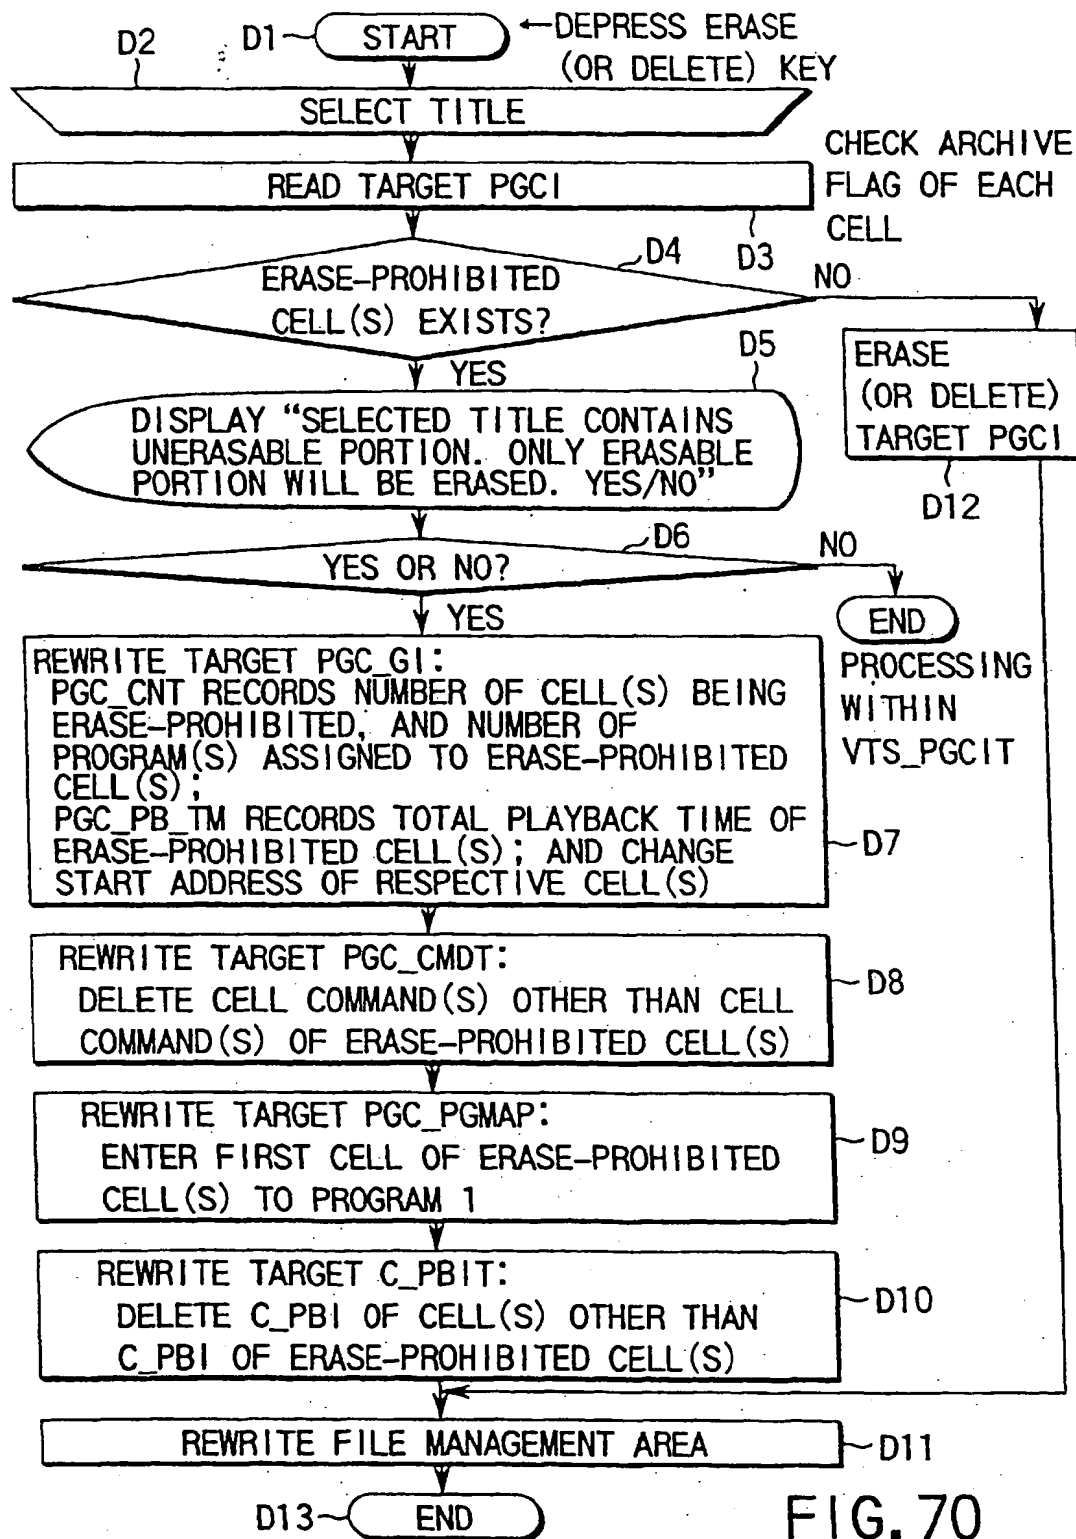 D1
START
←DEPRESS ERASE
(OR DELETE) KEY
D2
SELECT TITLE
READ TARGET PGCI
CHECK ARCHIVE
FLAG OF EACH
CELL
D3
D4
ERASE-PROHIBITED
CELL(S) EXISTS?
NO
YES
D5
DISPLAY “SELECTED TITLE CONTAINS
UNERASABLE PORTION. ONLY ERASABLE
PORTION WILL BE ERASED. YES/NO”
ERASE
(OR DELETE)
TARGET PGCI
D12
D6
YES OR NO?
NO
YES
END
PROCESSING
WITHIN
VTS_PGCIT
REWRITE TARGET PGC_GI:
PGC_CNT RECORDS NUMBER OF CELL(S) BEING
ERASE-PROHIBITED, AND NUMBER OF
PROGRAM(S) ASSIGNED TO ERASE-PROHIBITED
CELL(S);
PGC_PB_TM RECORDS TOTAL PLAYBACK TIME OF
ERASE-PROHIBITED CELL(S); AND CHANGE
START ADDRESS OF RESPECTIVE CELL(S)
D7
REWRITE TARGET PGC_CMDT:
DELETE CELL COMMAND(S) OTHER THAN CELL
COMMAND(S) OF ERASE-PROHIBITED CELL(S)
D8
REWRITE TARGET PGC_PGMAP:
ENTER FIRST CELL OF ERASE-PROHIBITED
CELL(S) TO PROGRAM 1
D9
REWRITE TARGET C_PBIT:
DELETE C_PBI OF CELL(S) OTHER THAN
C_PBI OF ERASE-PROHIBITED CELL(S)
D10
REWRITE FILE MANAGEMENT AREA
D11
D13
END
FIG. 70